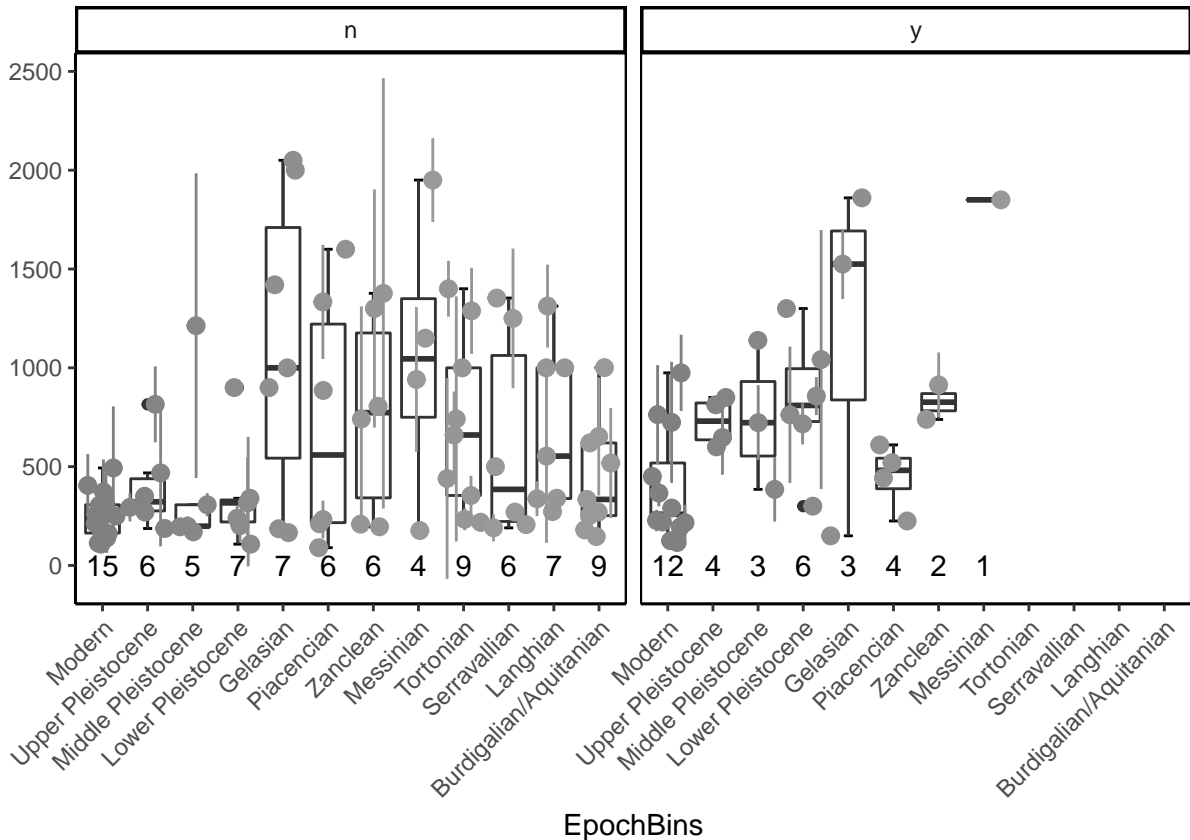 n
y
2500
2000
1500
1000
500
0
15 6 5 7 7 6 6 4 9 6 7 9
12 4 3 6 3 4 2 1
Modern
Upper Pleistocene
Middle Pleistocene
Lower Pleistocene
Gelasian
Piacencian
Zanclean
Messinian
Tortonian
Serravallian
Langhian
Burdigalian/Aquitanian
Modern
Upper Pleistocene
Middle Pleistocene
Lower Pleistocene
Gelasian
Piacencian
Zanclean
Messinian
Tortonian
Serravallian
Langhian
Burdigalian/Aquitanian
EpochBins